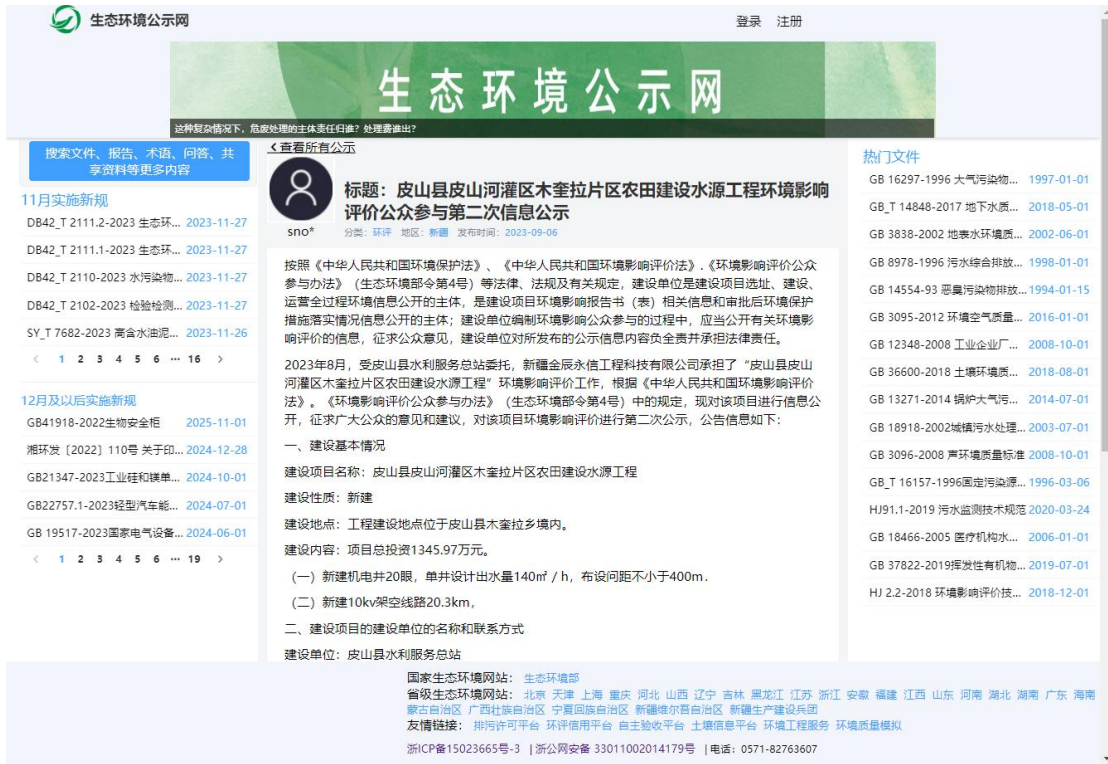 生态环境公示网
登录 注册
生态环境公示网
这种复杂情况下，危废处理的主体责任归谁？处理费谁出？
搜索文件、报告、术语、问答、共
享资料等更多内容
11月实施新规
DB42_T 2111.2-2023 生态环... 2023-11-27
DB42_T 2111.1-2023 生态环... 2023-11-27
DB42_T 2110-2023 水污染物... 2023-11-27
DB42_T 2102-2023 检验检测... 2023-11-27
SY_T 7682-2023 高含水油泥... 2023-11-26
< 1 2 3 4 5 6 ··· 16 >
12月及以后实施新规
GB41918-2022生物安全柜 2025-11-01
湘环发〔2022〕110号 关于印... 2024-12-28
GB21347-2023工业硅和镁单... 2024-10-01
GB22757.1-2023轻型汽车能... 2024-07-01
GB 19517-2023国家电气设备... 2024-06-01
< 1 2 3 4 5 6 ··· 19 >
<查看所有公示
sno*
标题：皮山县皮山河灌区木奎拉片区农田建设水源工程环境影响
评价公众参与第二次信息公示
分类：环评 地区：新疆 发布时间：2023-09-06
按照《中华人民共和国环境保护法》、《中华人民共和国环境影响评价法》.《环境影响评价公众
参与办法》（生态环境部令第4号）等法律、法规及有关规定，建设单位是建设项目选址、建设、
运营全过程环境信息公开的主体，是建设项目环境影响报告书（表）相关信息和审批后环境保护
措施落实情况信息公开的主体；建设单位编制环境影响公众参与的过程中，应当公开有关环境影
响评价的信息，征求公众意见，建设单位对所发布的公示信息内容负全责并承担法律责任。
2023年8月，受皮山县水利服务总站委托，新疆金辰永信工程科技有限公司承担了“皮山县皮山
河灌区木奎拉片区农田建设水源工程”环境影响评价工作，根据《中华人民共和国环境影响评价
法》。《环境影响评价公众参与办法》（生态环境部令第4号）中的规定，现对该项目进行信息公
开，征求广大公众的意见和建议，对该项目环境影响评价进行第二次公示，公告信息如下：
一、建设基本情况
建设项目名称：皮山县皮山河灌区木奎拉片区农田建设水源工程
建设性质：新建
建设地点：工程建设地点位于皮山县木奎拉乡境内。
建设内容：项目总投资1345.97万元。
（一）新建机电井20眼，单井设计出水量140㎡ / h，布设问距不小于400m.
（二）新建10kv架空线路20.3km，
二、建设项目的建设单位的名称和联系方式
建设单位：皮山县水利服务总站
热门文件
GB 16297-1996 大气污染物... 1997-01-01
GB_T 14848-2017 地下水质... 2018-05-01
GB 3838-2002 地表水环境质... 2002-06-01
GB 8978-1996 污水综合排放... 1998-01-01
GB 14554-93 恶臭污染物排放... 1994-01-15
GB 3095-2012 环境空气质量... 2016-01-01
GB 12348-2008 工业企业厂... 2008-10-01
GB 36600-2018 土壤环境质... 2018-08-01
GB 13271-2014 锅炉大气污... 2014-07-01
GB 18918-2002城镇污水处理... 2003-07-01
GB 3096-2008 声环境质量标准 2008-10-01
GB_T 16157-1996固定污染源... 1996-03-06
HJ91.1-2019 污水监测技术规范 2020-03-24
GB 18466-2005 医疗机构水... 2006-01-01
GB 37822-2019挥发性有机物... 2019-07-01
HJ 2.2-2018 环境影响评价技... 2018-12-01
国家生态环境网站： 生态环境部
省级生态环境网站： 北京 天津 上海 重庆 河北 山西 辽宁 吉林 黑龙江 江苏 浙江 安徽 福建 江西 山东 河南 湖北 湖南 广东 海南
蒙古自治区 广西壮族自治区 宁夏回族自治区 新疆维尔吾自治区 新疆生产建设兵团
友情链接： 排污许可平台 环评信用平台 自主验收平台 土壤信息平台 环境工程服务 环境质量模拟
浙ICP备15023665号-3 |浙公网安备 33011002014179号 |电话：0571-82763607